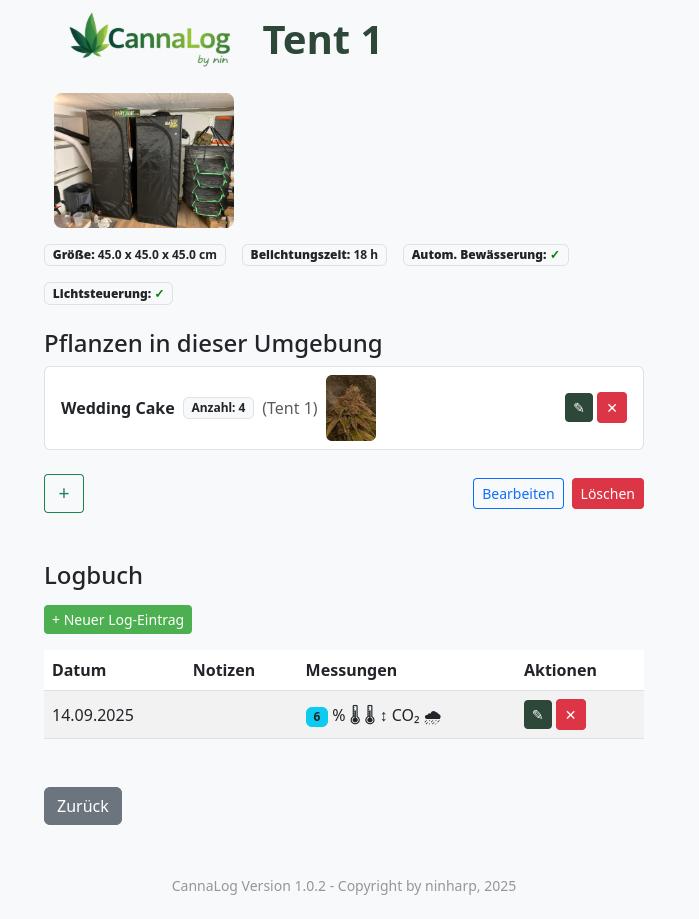 CannaLog Tent 1
by nin
Größe: 45.0 x 45.0 x 45.0 cm Belichtungszeit: 18 h Autom. Bewässerung: ✓
Lichtsteuerung: ✓
Pflanzen in dieser Umgebung
Wedding Cake Anzahl: 4 (Tent 1) ✎ ✕
+ Bearbeiten Löschen
Logbuch
+ Neuer Log-Eintrag
Datum Notizen Messungen Aktionen
14.09.2025 6 % 🌡 🌡 ↕ CO₂ 🌧 ✎ ✕
Zurück
CannaLog Version 1.0.2 - Copyright by ninharp, 2025